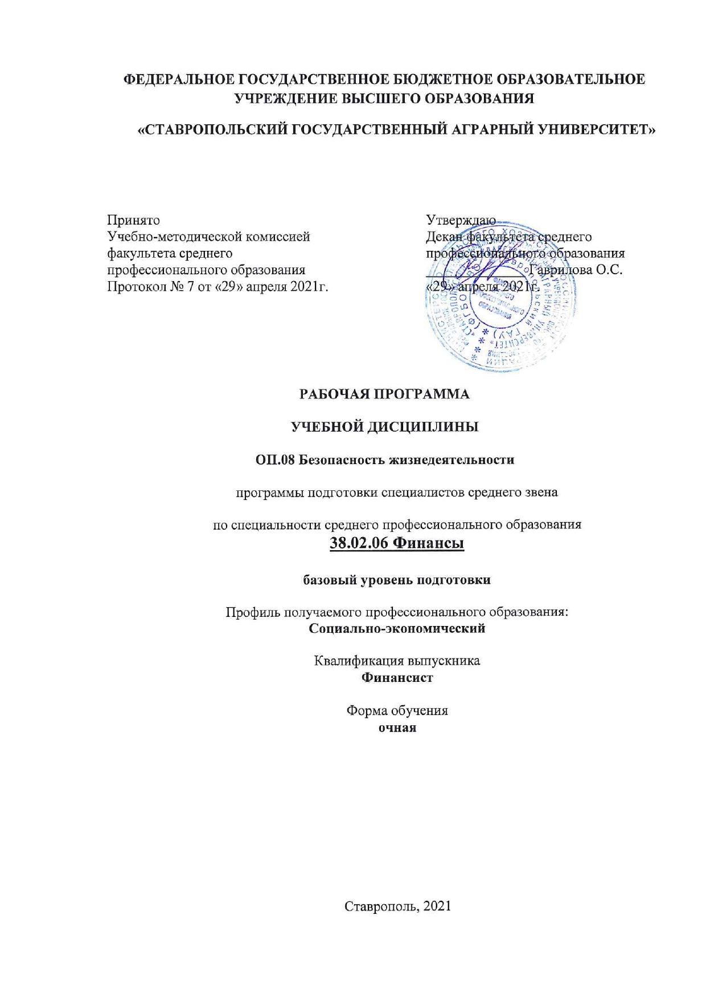 ФЕДЕРАЛЬНОЕ ГОСУДАРСТВЕННОЕ БЮДЖЕТНОЕ ОБРАЗОВАТЕЛЬНОЕ
УЧРЕЖДЕНИЕ ВЫСШЕГО ОБРАЗОВАНИЯ
«СТАВРОПОЛЬСКИЙ ГОСУДАРСТВЕННЫЙ АГРАРНЫЙ УНИВЕРСИТЕТ»
Принято
Учебно-методической комиссией
факультета среднего
профессионального образования
Протокол № 7 от «29» апреля 2021г.
Утверждаю
Декан факультета среднего
профессионального образования
Гаврилова О.С.
«29» апреля 2021г.
РАБОЧАЯ ПРОГРАММА
УЧЕБНОЙ ДИСЦИПЛИНЫ
ОП.08 Безопасность жизнедеятельности
программы подготовки специалистов среднего звена
по специальности среднего профессионального образования
38.02.06 Финансы
базовый уровень подготовки
Профиль получаемого профессионального образования:
Социально-экономический
Квалификация выпускника
Финансист
Форма обучения
очная
Ставрополь, 2021